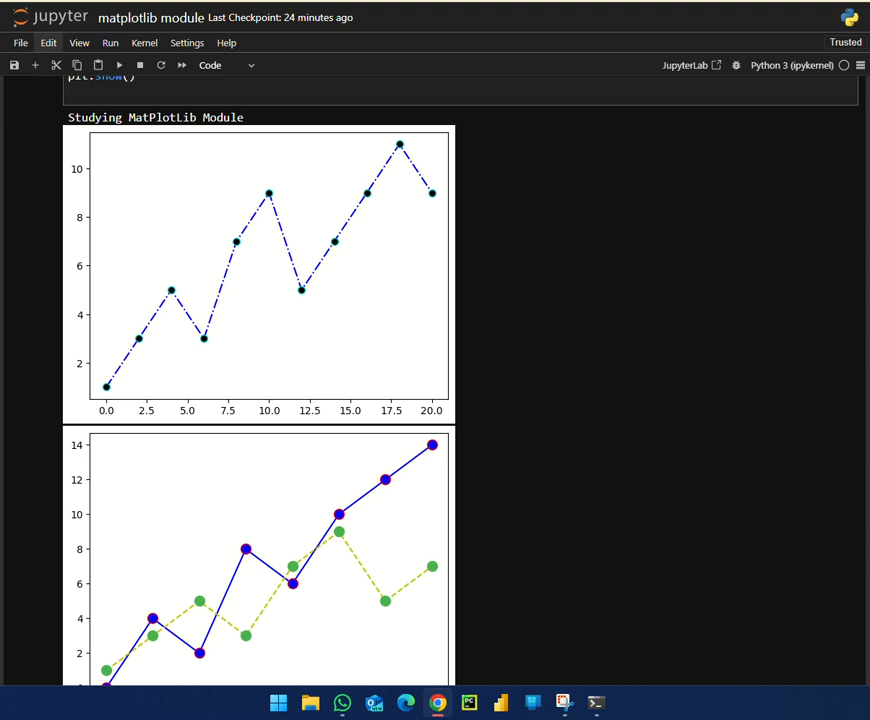 jupyter matplotlib module Last Checkpoint: 24 minutes ago
File Edit View Run Kernel Settings Help Trusted
Code JupyterLab Python 3 (ipykernel)
plt.show()
Studying MatPlotLib Module
10
8
6
4
2
0.0 2.5 5.0 7.5 10.0 12.5 15.0 17.5 20.0
14
12
10
8
6
4
2